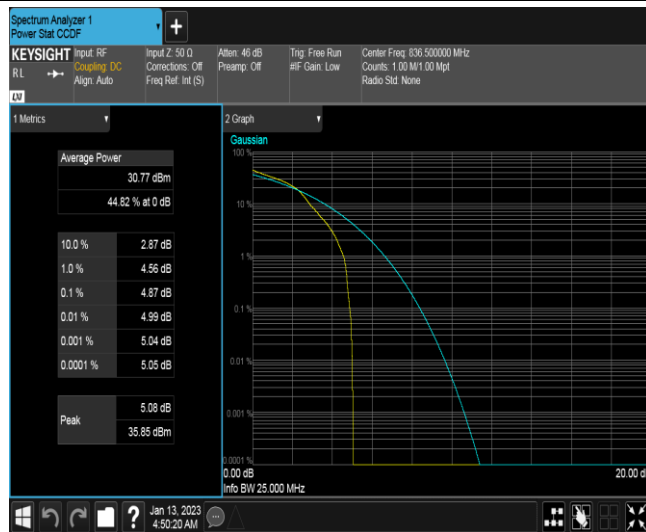 Spectrum Analyzer 1
Power Stat CCDF
KEYSIGHT
Input: RF
Coupling: DC
Align: Auto
Input Z: 50 Ω
Corrections: Off
Freq Ref: Int (S)
Atten: 46 dB
Preamp: Off
Trig: Free Run
#IF Gain: Low
Center Freq: 836.500000 MHz
Counts: 1.00 M/1.00 Mpt
Radio Std: None
R L
LXI
1 Metrics
Average Power
30.77 dBm
44.82 % at 0 dB
10.0 % 2.87 dB
1.0 % 4.56 dB
0.1 % 4.87 dB
0.01 % 4.99 dB
0.001 % 5.04 dB
0.0001 % 5.05 dB
Peak
5.08 dB
35.85 dBm
2 Graph
Gaussian
100 %
10 %
1 %
0.1 %
0.01 %
0.001 %
0.0001 %
0.00 dB
20.00 d
Info BW 25.000 MHz
?
Jan 13, 2023
4:50:20 AM